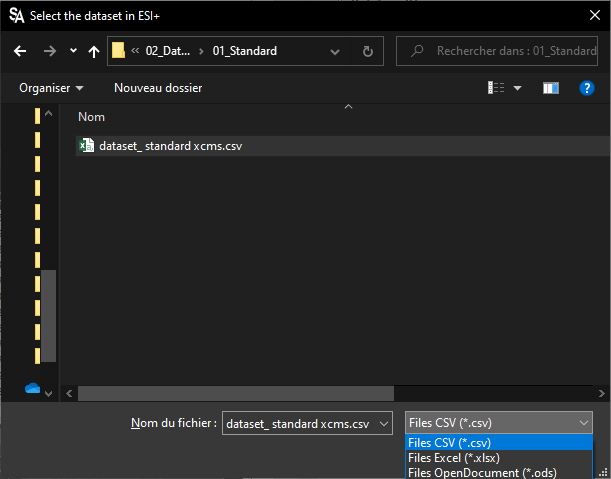 SA Select the dataset in ESI+
« 02_Dat... › 01_Standard
Rechercher dans : 01_Standard
Organiser
Nouveau dossier
?
Nom
dataset_ standard xcms.csv
Nom du fichier :
dataset_ standard xcms.csv
Files CSV (*.csv)
Files CSV (*.csv)
Files Excel (*.xlsx)
Files OpenDocument (*.ods)